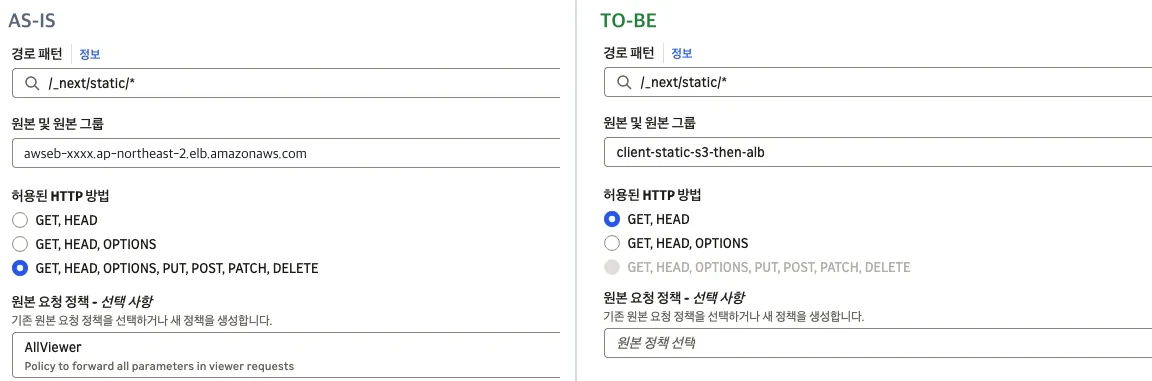 AS-IS
경로 패턴 정보
/_next/static/*
원본 및 원본 그룹
awseb-xxxx.ap-northeast-2.elb.amazonaws.com
허용된 HTTP 방법
GET, HEAD
GET, HEAD, OPTIONS
GET, HEAD, OPTIONS, PUT, POST, PATCH, DELETE
원본 요청 정책 - 선택 사항
기존 원본 요청 정책을 선택하거나 새 정책을 생성합니다.
AllViewer
Policy to forward all parameters in viewer requests
TO-BE
경로 패턴 정보
/_next/static/*
원본 및 원본 그룹
client-static-s3-then-alb
허용된 HTTP 방법
GET, HEAD
GET, HEAD, OPTIONS
GET, HEAD, OPTIONS, PUT, POST, PATCH, DELETE
원본 요청 정책 - 선택 사항
기존 원본 요청 정책을 선택하거나 새 정책을 생성합니다.
원본 정책 선택